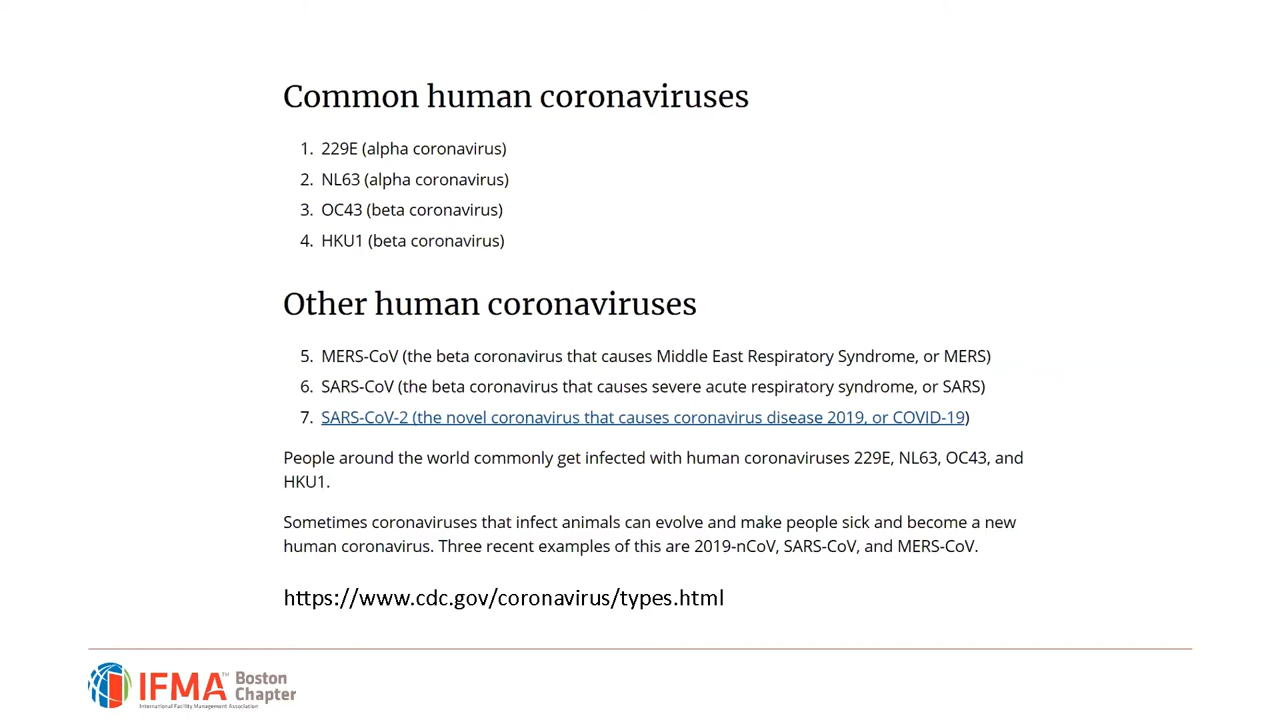 Common human coronaviruses
1. 229E (alpha coronavirus)
2. NL63 (alpha coronavirus)
3. OC43 (beta coronavirus)
4. HKU1 (beta coronavirus)
Other human coronaviruses
5. MERS-CoV (the beta coronavirus that causes Middle East Respiratory Syndrome, or MERS)
6. SARS-CoV (the beta coronavirus that causes severe acute respiratory syndrome, or SARS)
7. SARS-CoV-2 (the novel coronavirus that causes coronavirus disease 2019, or COVID-19)
People around the world commonly get infected with human coronaviruses 229E, NL63, OC43, and
HKU1.
Sometimes coronaviruses that infect animals can evolve and make people sick and become a new
human coronavirus. Three recent examples of this are 2019-nCoV, SARS-CoV, and MERS-CoV.
https://www.cdc.gov/coronavirus/types.html
IFMA™ Boston
Chapter
International Facility Management Association